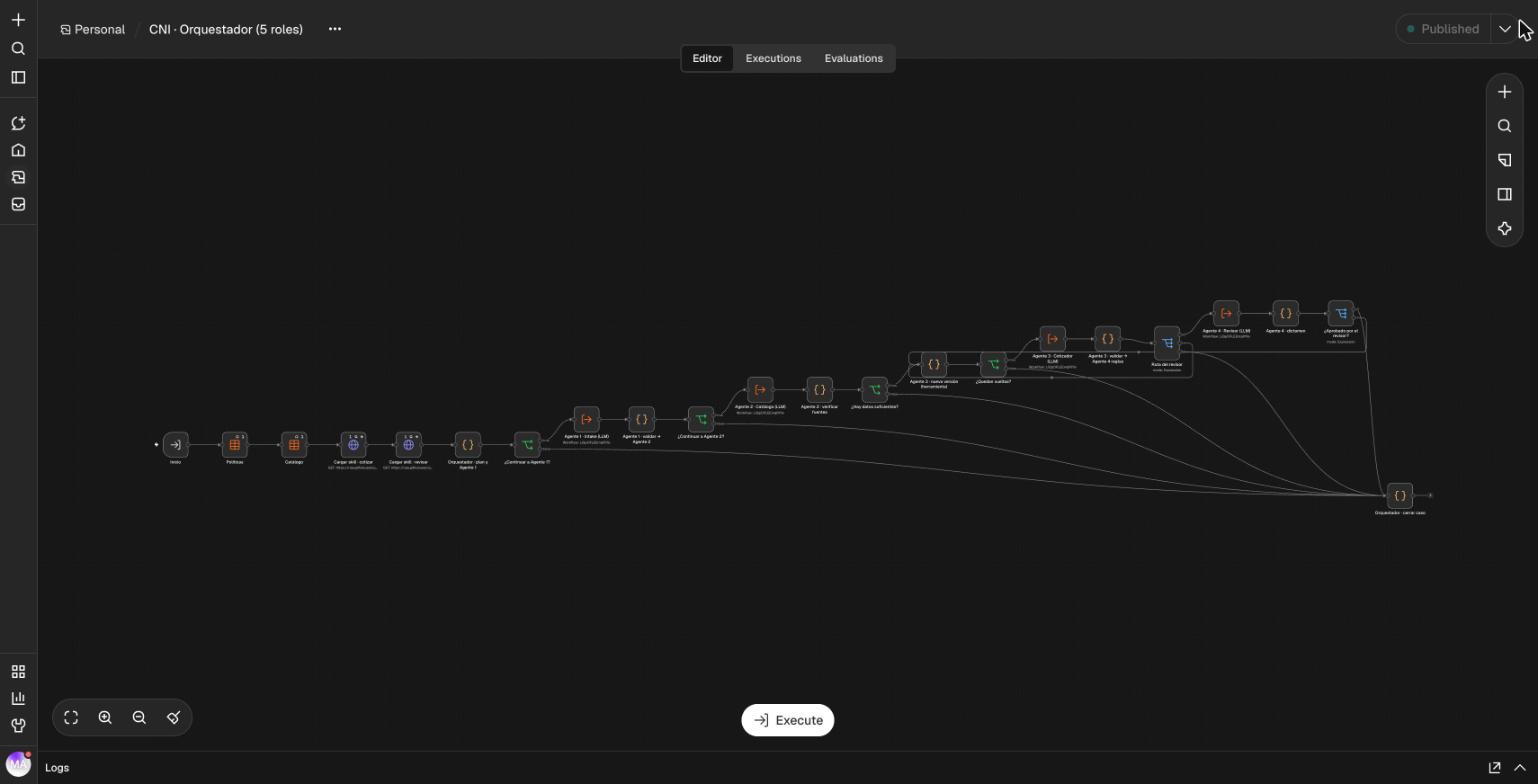 Personal / CNI · Orquestador (5 roles)
Published
Editor Executions Evaluations
Agente 4 · Revisor (LLM)
Agente 4 · dictamen
¿Aprobado por el
revisor?
Agente 3 · Cotizador
(LLM)
Agente 3 · validar →
Agente 4 inplus
Ruta del revisor
Agente 3 · nueva versión
(herramienta)
¿Quedan vueltas?
Agente 2 · Catálogo (LLM)
Agente 2 · verificar
fuentes
¿Hay datos suficientes?
Agente 1 · Intake (LLM)
Agente 1 · validar →
Agente 2
¿Continuar a Agente 2?
Inicio
Políticas
Catálogo
Cargar skill · cotizar
Cargar skill · revisar
Orquestador · plan a
Agente 1
¿Continuar a Agente 1?
Orquestador · cerrar caso
Execute
MA
Logs